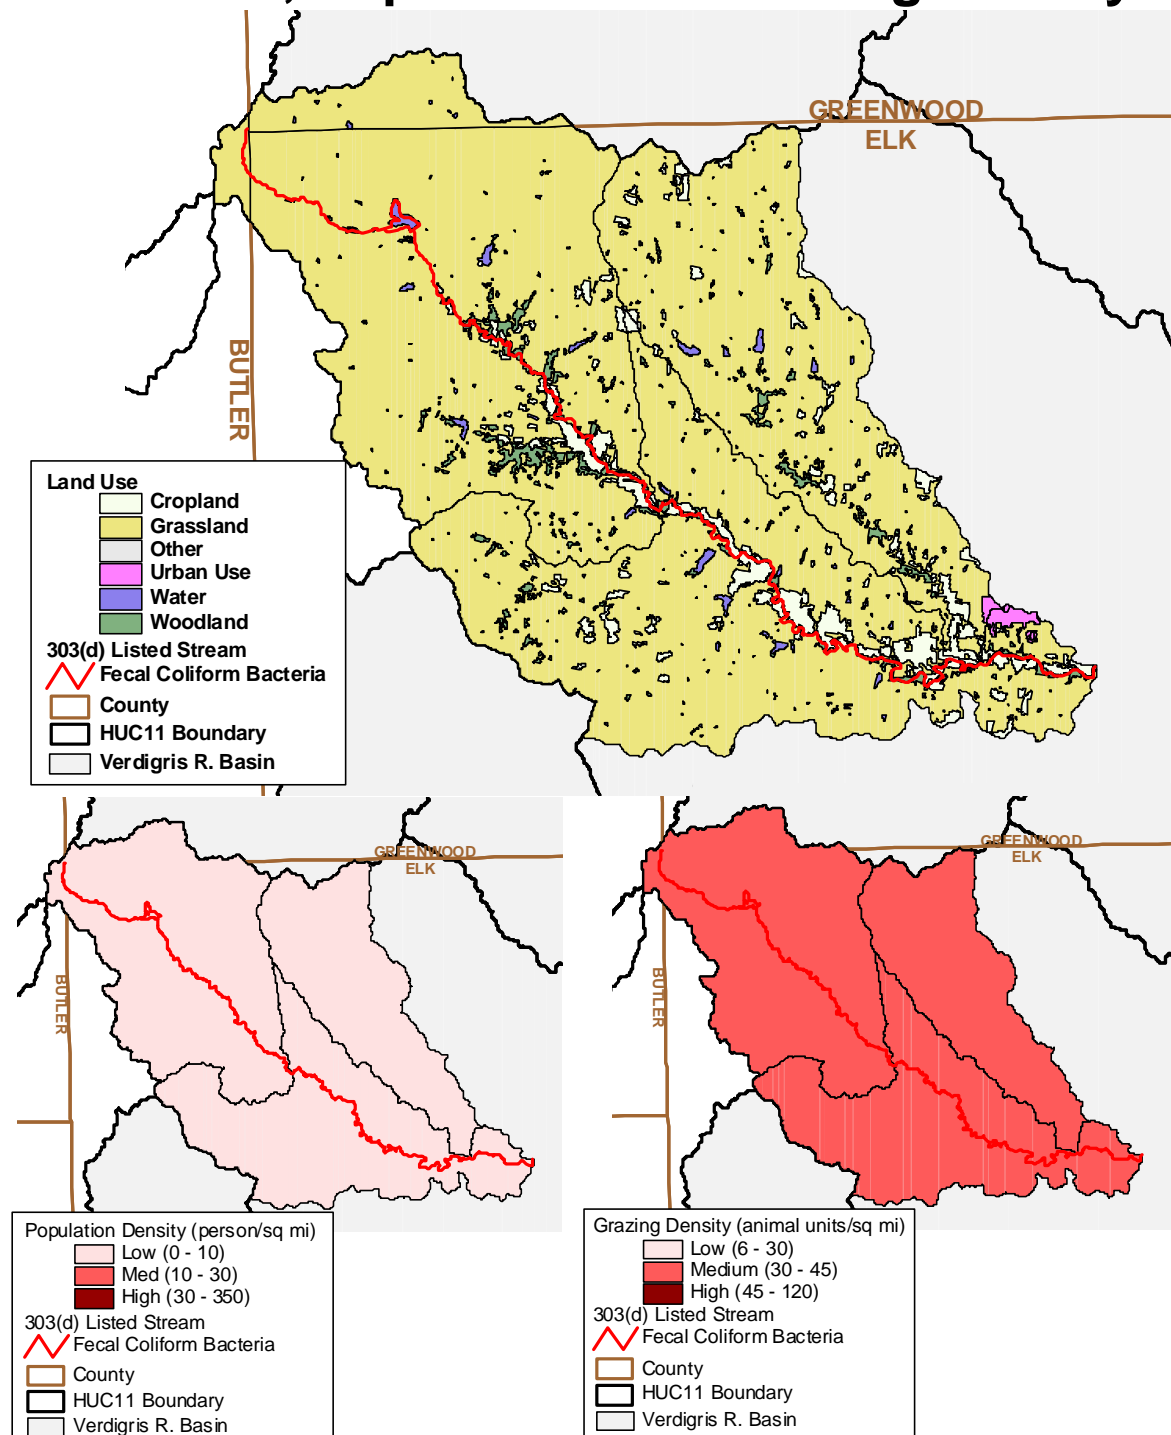 GREENWOOD
ELK
BUTLER
Land Use
Cropland
Grassland
Other
Urban Use
Water
Woodland
303(d) Listed Stream
Fecal Coliform Bacteria
County
HUC11 Boundary
Verdigris R. Basin
GREENWOOD
ELK
BUTLER
Population Density (person/sq mi)
Low (0 - 10)
Med (10 - 30)
High (30 - 350)
303(d) Listed Stream
Fecal Coliform Bacteria
County
HUC11 Boundary
Verdigris R. Basin
GREENWOOD
ELK
BUTLER
Grazing Density (animal units/sq mi)
Low (6 - 30)
Medium (30 - 45)
High (45 - 120)
303(d) Listed Stream
Fecal Coliform Bacteria
County
HUC11 Boundary
Verdigris R. Basin